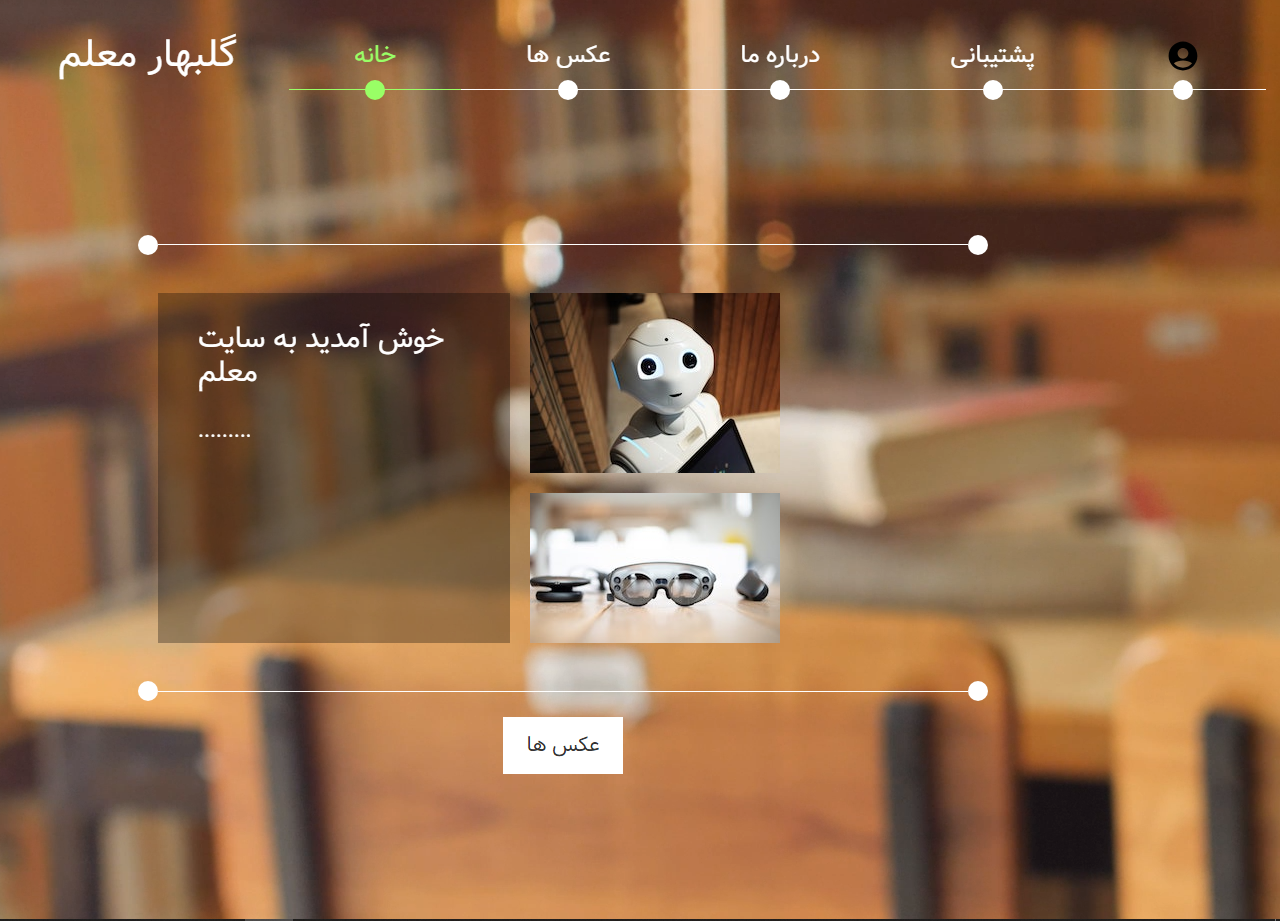 گلبهار معلم
خانه
عکس ها
درباره ما
پشتیبانی
خوش آمدید به سایت
معلم
.........
عکس ها